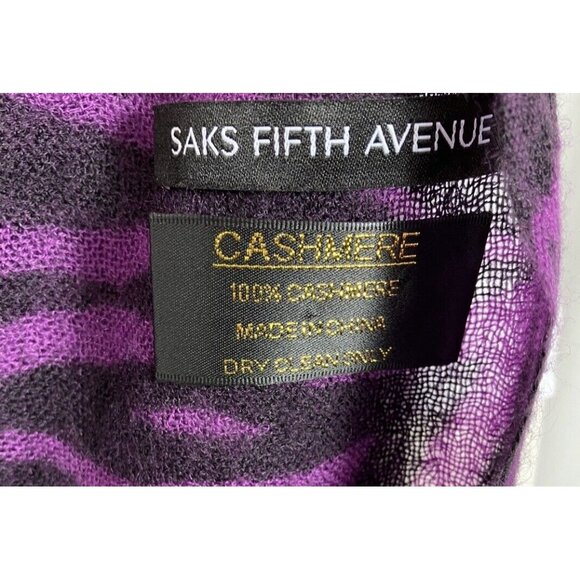 SAKS FIFTH AVENUE
CASHMERE
100% CASHMERE
MADE IN CHINA
DRY CLEAN ONLY